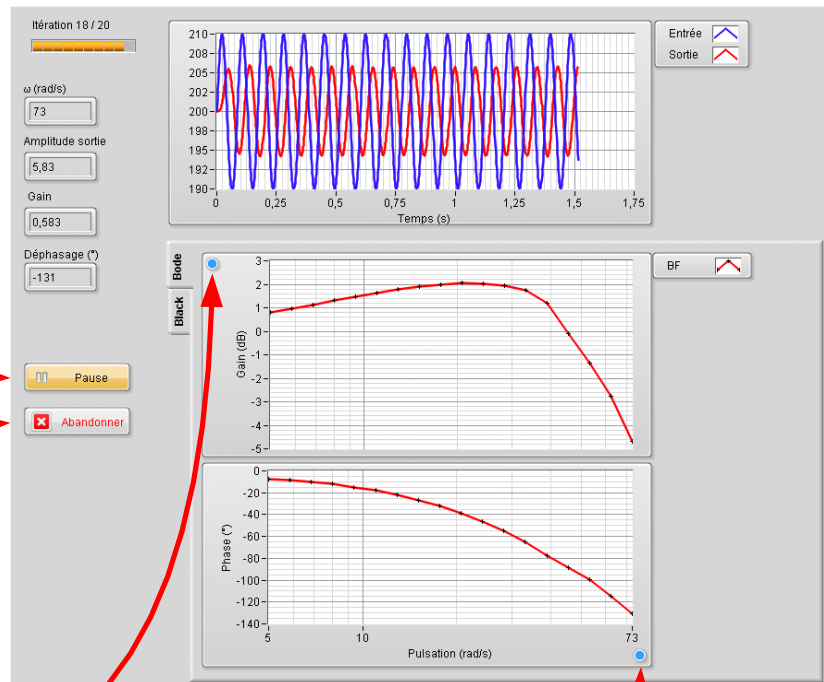 Itération 18 / 20
ω (rad/s)
73
Amplitude sortie
5,83
Gain
0,583
Déphasage (°)
-131
Pause
Abandonner
210
208
205
202
200
198
195
192
190
0 0,25 0,5 0,75 1 1,25 1,5 1,75
Temps (s)
Entrée
Sortie
Bode
Black
3
2
1
0
-1
-2
-3
-4
-5
Gain (dB)
BF
0
-20
-40
-60
-80
-100
-120
-140
Phase (°)
5 10 73
Pulsation (rad/s)